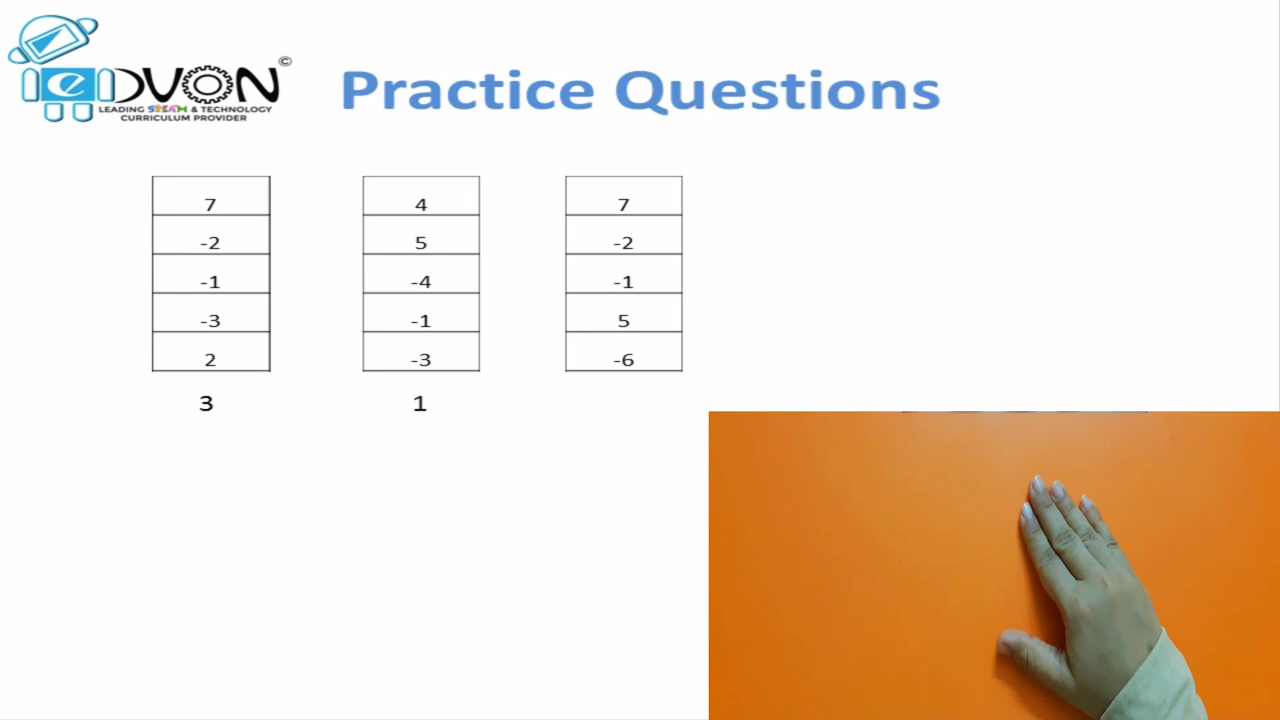 eDVON ©
LEADING STEAM & TECHNOLOGY
CURRICULUM PROVIDER
Practice Questions
7 4 7
-2 5 -2
-1 -4 -1
-3 -1 5
2 -3 -6
3 1